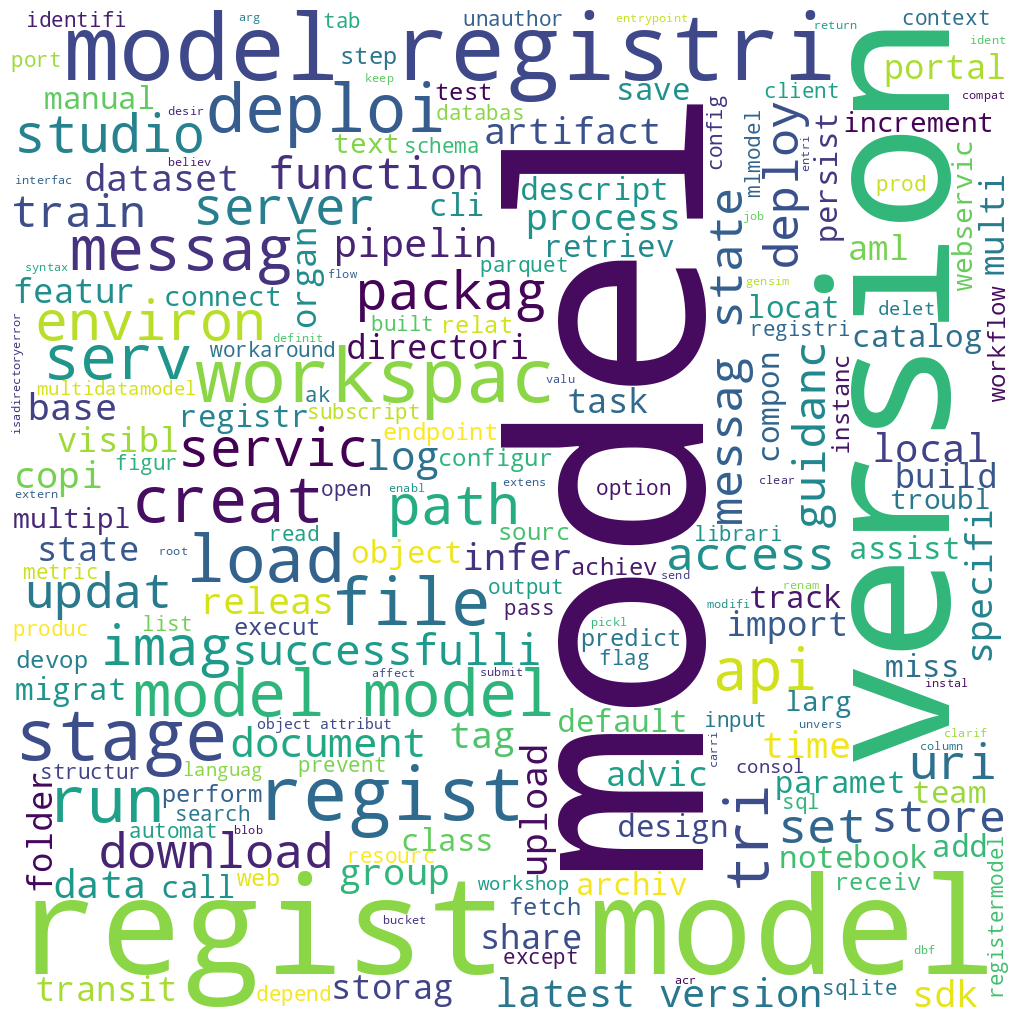 identifi
arg
tab
unauthor
entrypoint
return
context
ident
port
model registri
step
keep
portal
manual
desir
deploi
test
databas
save
client
compat
studio
believ
text
schema
artifact
config
mlmodel
entri
persist
increment
interfac
dataset
function
descript
job
deploy
prod
webservic
train
server
cli
process
multi
messag
organ
pipelin
retriev
message state
aml
syntax
flow
parquet
gensim
featur
connect
packag
locat
delet
environ
built
relat
definit
registri
catalog
workflow
isadirectoryerror
serv
workaround
directori
model
version
compon
guidanc
instanc
multidatamodel
workspac
valu
ak
task
base
registr
subscript
visibl
servic
endpoint
local
figur
log
configur
copi
open
enabl
extens
option
clear
build
extern
creat
path
troubl
multipl
read
sourc
librari
specifi
state
root
load
object
infer
achiev
send
access
assist
metric
updat
releas
file
output
pass
modifi
renam
track
produc
list
execut
pickl
predict
import
devop
imag
successfulli
flag
miss
migrat
affect
submit
api
instal
model model
larg
stage
object attribut
default
input
unvers
clarif
document
tag
carri
time
column
uri
structur
languag
prevent
upload
advic
consol
folder
run
perform
regist
paramet
team
search
tri
sql
automat
blob
class
design
set
store
download
resourc
notebook
add
data
call
web
group
workshop
archiv
receiv
registermodel
regist model
bucket
fetch
share
except
dbf
transit
depend
storag
acr
latest version
sqlite
sdk